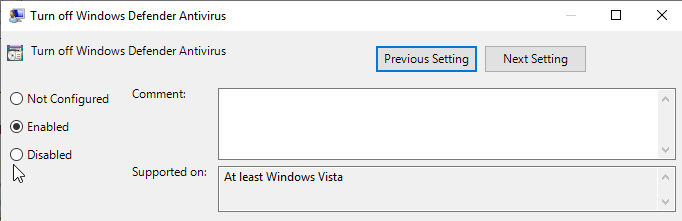 Turn off Windows Defender Antivirus
Turn off Windows Defender Antivirus
Previous Setting
Next Setting
Not Configured
Comment:
Enabled
Disabled
Supported on:
At least Windows Vista